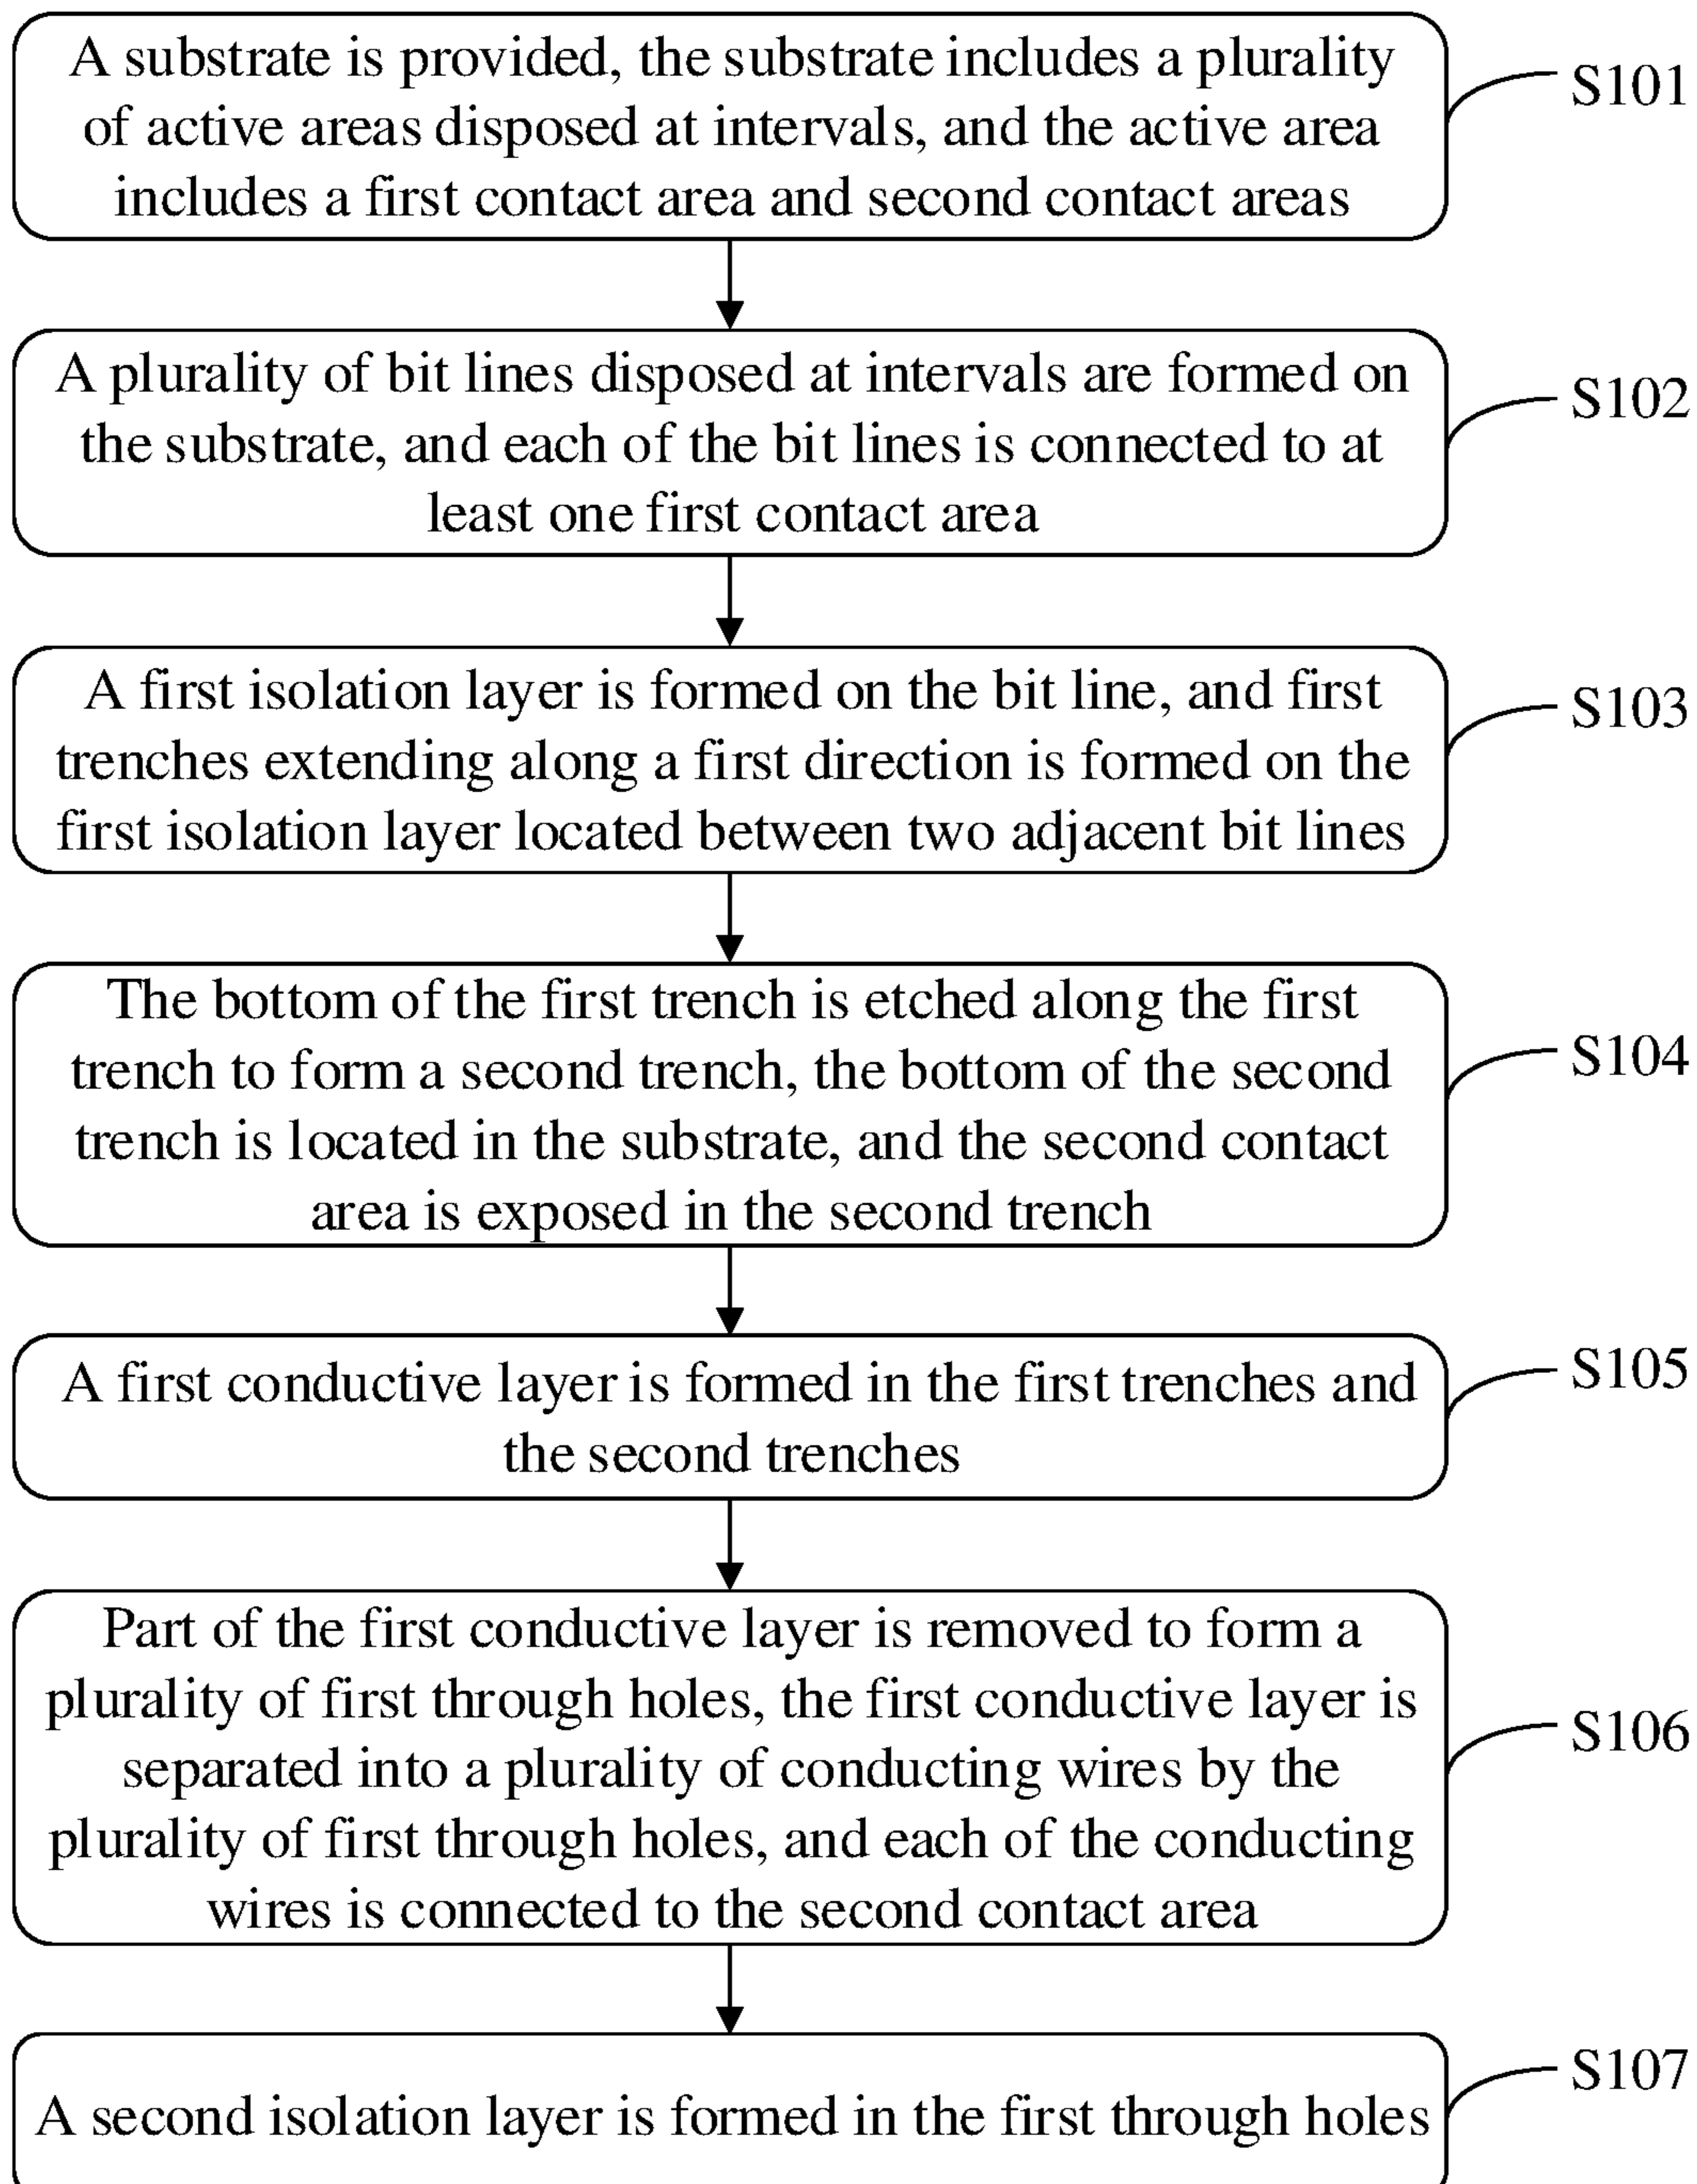 A substrate is provided, the substrate includes a plurality
of active areas disposed at intervals, and the active area
includes a first contact area and second contact areas
S101
A plurality of bit lines disposed at intervals are formed on
the substrate, and each of the bit lines is connected to at
least one first contact area
S102
A first isolation layer is formed on the bit line, and first
trenches extending along a first direction is formed on the
first isolation layer located between two adjacent bit lines
S103
The bottom of the first trench is etched along the first
trench to form a second trench, the bottom of the second
trench is located in the substrate, and the second contact
area is exposed in the second trench
S104
A first conductive layer is formed in the first trenches and
the second trenches
S105
Part of the first conductive layer is removed to form a
plurality of first through holes, the first conductive layer is
separated into a plurality of conducting wires by the
plurality of first through holes, and each of the conducting
wires is connected to the second contact area
S106
A second isolation layer is formed in the first through holes
S107